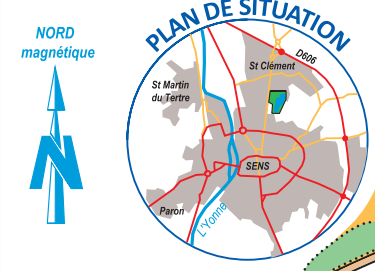 NORD
magnétique
N
PLAN DE SITUATION
D606
St Clément
St Martin
du Tertre
SENS
Paron
L'Yonne